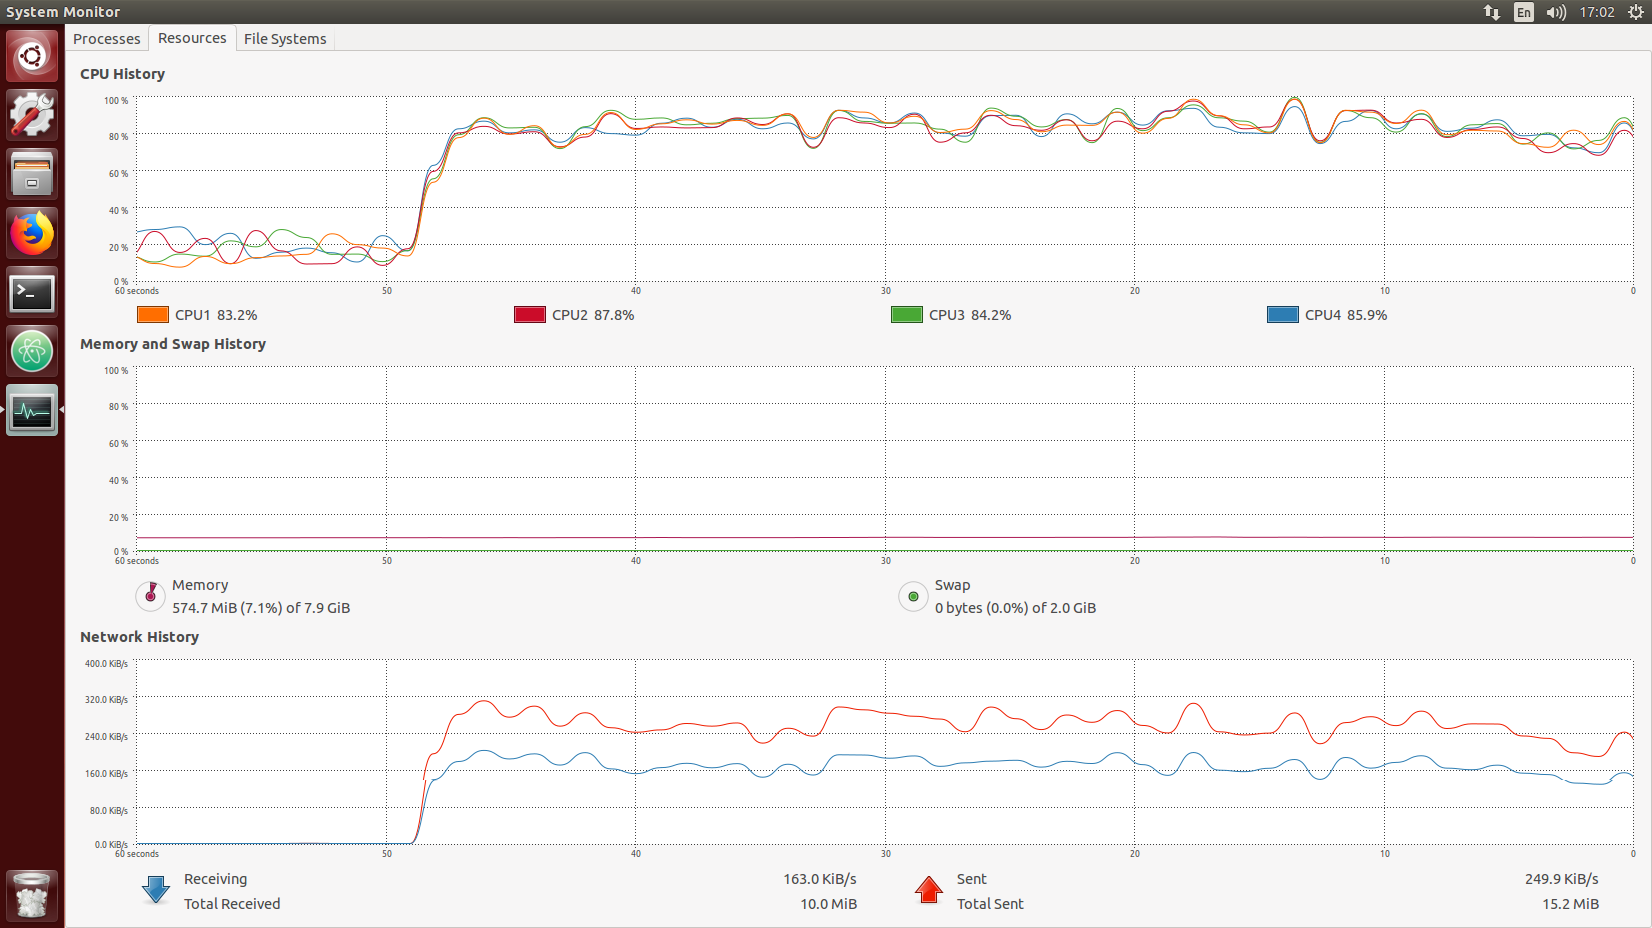 System Monitor
En
17:02
Processes Resources File Systems
CPU History
100 %
80 %
60 %
40 %
20 %
0 %
60 seconds 50 40 30 20 10 0
CPU1 83.2% CPU2 87.8% CPU3 84.2% CPU4 85.9%
Memory and Swap History
100 %
80 %
60 %
40 %
20 %
0 %
60 seconds 50 40 30 20 10 0
Memory
574.7 MiB (7.1%) of 7.9 GiB
Swap
0 bytes (0.0%) of 2.0 GiB
Network History
400.0 KiB/s
320.0 KiB/s
240.0 KiB/s
160.0 KiB/s
80.0 KiB/s
0.0 KiB/s
60 seconds 50 40 30 20 10 0
Receiving 163.0 KiB/s
Total Received 10.0 MiB
Sent 249.9 KiB/s
Total Sent 15.2 MiB